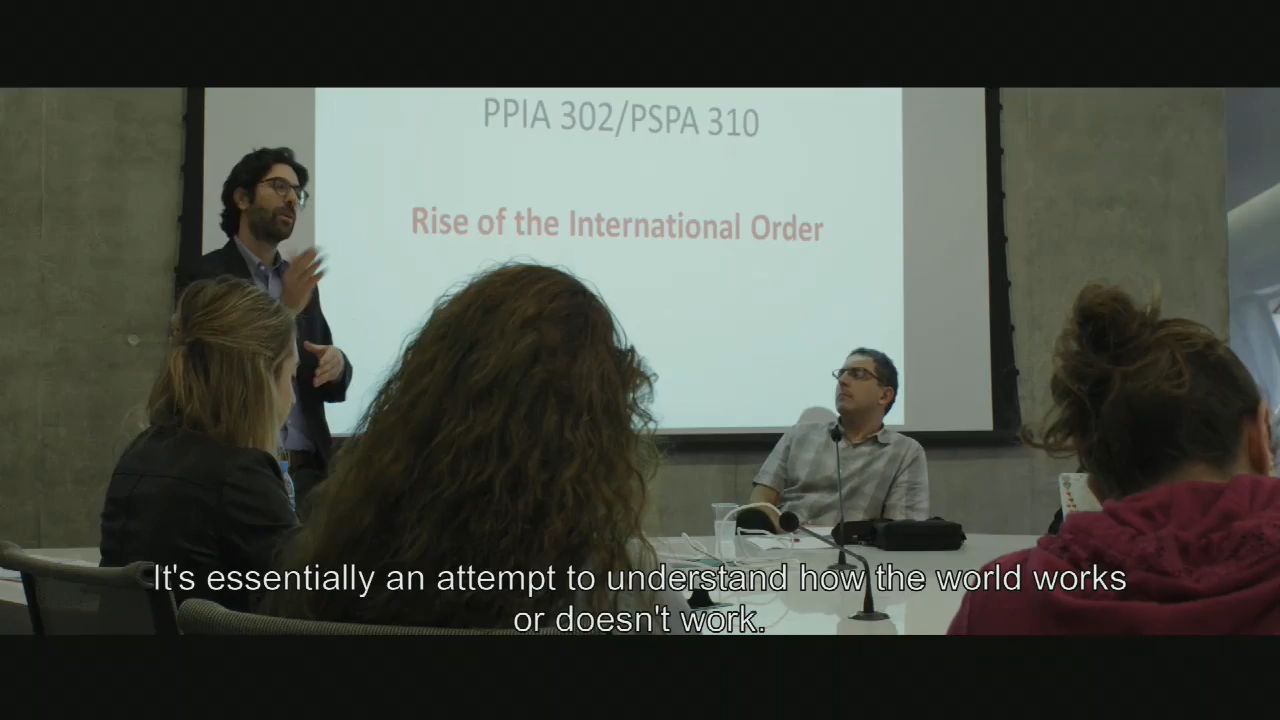 PPIA 302/PSPA 310
Rise of the International Order
It's essentially an attempt to understand how the world works
or doesn't work.